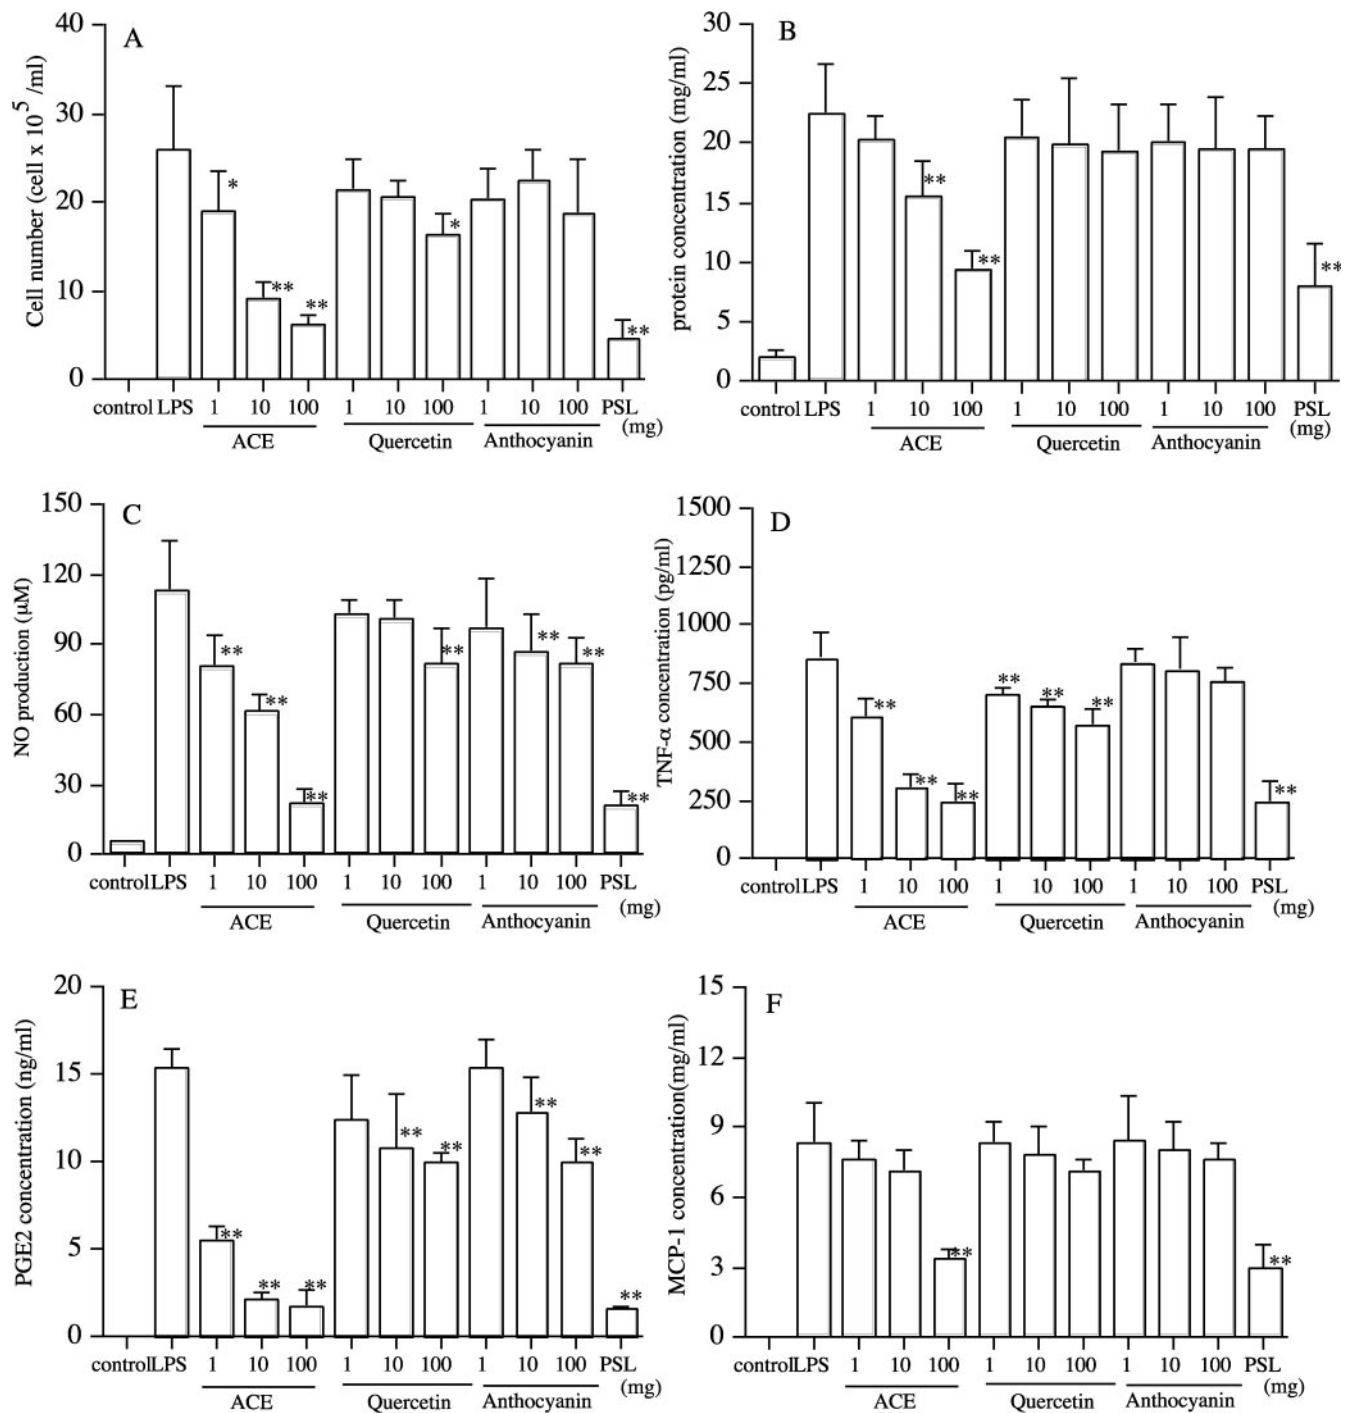 A
Cell number (cell x 10 5 /ml)
40
30
20
10
0
*
**
**
*
**
control LPS 1 10 100 1 10 100 1 10 100 PSL
(mg)
ACE Quercetin Anthocyanin
B
protein concentration (mg/ml)
30
25
20
15
10
5
0
**
**
**
control LPS 1 10 100 1 10 100 1 10 100 PSL
(mg)
ACE Quercetin Anthocyanin
C
NO production (μM)
150
120
90
60
30
0
**
**
**
**
**
**
**
control LPS 1 10 100 1 10 100 1 10 100 PSL
(mg)
ACE Quercetin Anthocyanin
D
TNF-α concentration (pg/ml)
1500
1250
1000
750
500
250
0
**
**
**
**
**
**
**
control LPS 1 10 100 1 10 100 1 10 100 PSL
(mg)
ACE Quercetin Anthocyanin
E
PGE2 concentration (ng/ml)
20
15
10
5
0
**
**
**
**
**
**
**
**
control LPS 1 10 100 1 10 100 1 10 100 PSL
(mg)
ACE Quercetin Anthocyanin
F
MCP-1 concentration(mg/ml)
15
12
9
6
3
0
**
**
control LPS 1 10 100 1 10 100 1 10 100 PSL
(mg)
ACE Quercetin Anthocyanin